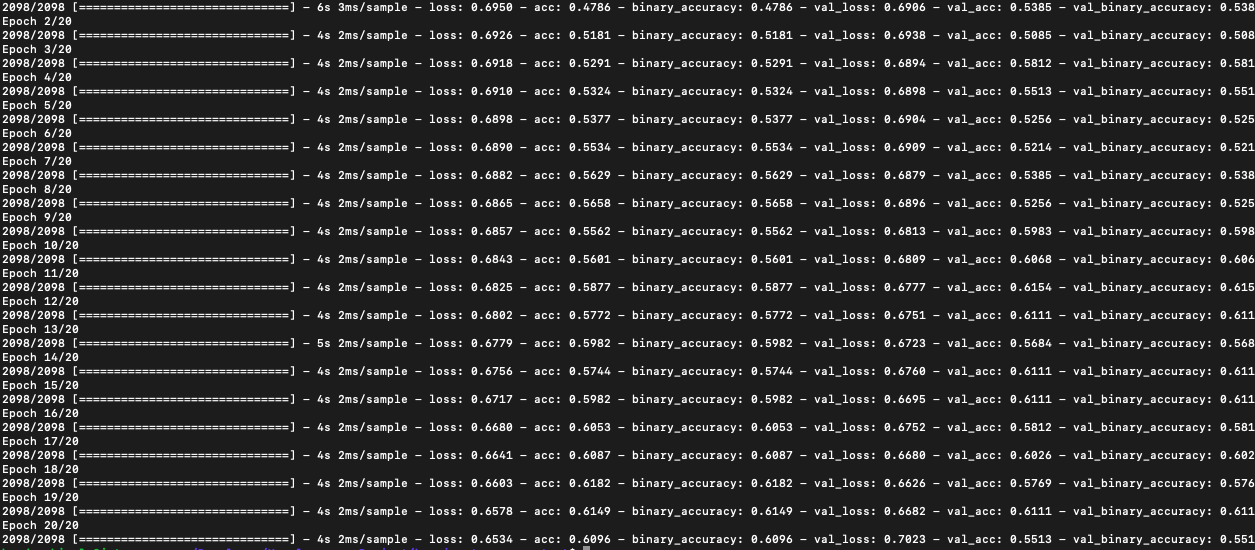 2098/2098 [==============================] - 6s 3ms/sample - loss: 0.6950 - acc: 0.4786 - binary_accuracy: 0.4786 - val_loss: 0.6906 - val_acc: 0.5385 - val_binary_accuracy: 0.538
Epoch 2/20
2098/2098 [==============================] - 4s 2ms/sample - loss: 0.6926 - acc: 0.5181 - binary_accuracy: 0.5181 - val_loss: 0.6938 - val_acc: 0.5085 - val_binary_accuracy: 0.508
Epoch 3/20
2098/2098 [==============================] - 4s 2ms/sample - loss: 0.6918 - acc: 0.5291 - binary_accuracy: 0.5291 - val_loss: 0.6894 - val_acc: 0.5812 - val_binary_accuracy: 0.581
Epoch 4/20
2098/2098 [==============================] - 4s 2ms/sample - loss: 0.6910 - acc: 0.5324 - binary_accuracy: 0.5324 - val_loss: 0.6898 - val_acc: 0.5513 - val_binary_accuracy: 0.551
Epoch 5/20
2098/2098 [==============================] - 4s 2ms/sample - loss: 0.6898 - acc: 0.5377 - binary_accuracy: 0.5377 - val_loss: 0.6904 - val_acc: 0.5256 - val_binary_accuracy: 0.525
Epoch 6/20
2098/2098 [==============================] - 4s 2ms/sample - loss: 0.6890 - acc: 0.5534 - binary_accuracy: 0.5534 - val_loss: 0.6909 - val_acc: 0.5214 - val_binary_accuracy: 0.521
Epoch 7/20
2098/2098 [==============================] - 4s 2ms/sample - loss: 0.6882 - acc: 0.5629 - binary_accuracy: 0.5629 - val_loss: 0.6879 - val_acc: 0.5385 - val_binary_accuracy: 0.538
Epoch 8/20
2098/2098 [==============================] - 4s 2ms/sample - loss: 0.6865 - acc: 0.5658 - binary_accuracy: 0.5658 - val_loss: 0.6896 - val_acc: 0.5256 - val_binary_accuracy: 0.525
Epoch 9/20
2098/2098 [==============================] - 4s 2ms/sample - loss: 0.6857 - acc: 0.5562 - binary_accuracy: 0.5562 - val_loss: 0.6813 - val_acc: 0.5983 - val_binary_accuracy: 0.598
Epoch 10/20
2098/2098 [==============================] - 4s 2ms/sample - loss: 0.6843 - acc: 0.5601 - binary_accuracy: 0.5601 - val_loss: 0.6809 - val_acc: 0.6068 - val_binary_accuracy: 0.606
Epoch 11/20
2098/2098 [==============================] - 4s 2ms/sample - loss: 0.6825 - acc: 0.5877 - binary_accuracy: 0.5877 - val_loss: 0.6777 - val_acc: 0.6154 - val_binary_accuracy: 0.615
Epoch 12/20
2098/2098 [==============================] - 4s 2ms/sample - loss: 0.6802 - acc: 0.5772 - binary_accuracy: 0.5772 - val_loss: 0.6751 - val_acc: 0.6111 - val_binary_accuracy: 0.611
Epoch 13/20
2098/2098 [==============================] - 5s 2ms/sample - loss: 0.6779 - acc: 0.5982 - binary_accuracy: 0.5982 - val_loss: 0.6723 - val_acc: 0.5684 - val_binary_accuracy: 0.568
Epoch 14/20
2098/2098 [==============================] - 4s 2ms/sample - loss: 0.6756 - acc: 0.5744 - binary_accuracy: 0.5744 - val_loss: 0.6760 - val_acc: 0.6111 - val_binary_accuracy: 0.611
Epoch 15/20
2098/2098 [==============================] - 4s 2ms/sample - loss: 0.6717 - acc: 0.5982 - binary_accuracy: 0.5982 - val_loss: 0.6695 - val_acc: 0.6111 - val_binary_accuracy: 0.611
Epoch 16/20
2098/2098 [==============================] - 4s 2ms/sample - loss: 0.6680 - acc: 0.6053 - binary_accuracy: 0.6053 - val_loss: 0.6752 - val_acc: 0.5812 - val_binary_accuracy: 0.581
Epoch 17/20
2098/2098 [==============================] - 4s 2ms/sample - loss: 0.6641 - acc: 0.6087 - binary_accuracy: 0.6087 - val_loss: 0.6680 - val_acc: 0.6026 - val_binary_accuracy: 0.602
Epoch 18/20
2098/2098 [==============================] - 4s 2ms/sample - loss: 0.6603 - acc: 0.6182 - binary_accuracy: 0.6182 - val_loss: 0.6626 - val_acc: 0.5769 - val_binary_accuracy: 0.576
Epoch 19/20
2098/2098 [==============================] - 4s 2ms/sample - loss: 0.6578 - acc: 0.6149 - binary_accuracy: 0.6149 - val_loss: 0.6682 - val_acc: 0.6111 - val_binary_accuracy: 0.611
Epoch 20/20
2098/2098 [==============================] - 4s 2ms/sample - loss: 0.6534 - acc: 0.6096 - binary_accuracy: 0.6096 - val_loss: 0.7023 - val_acc: 0.5513 - val_binary_accuracy: 0.551